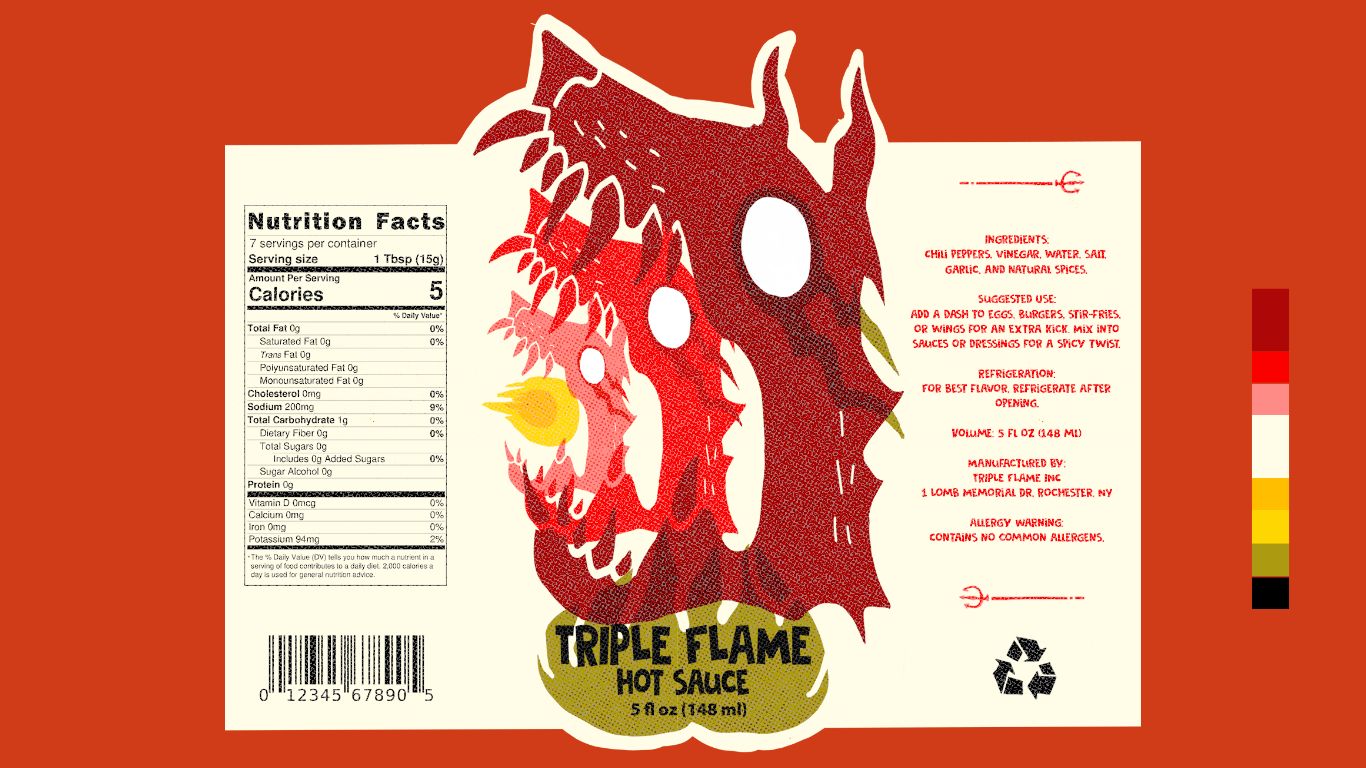 Nutrition Facts
7 servings per container
Serving size 1 Tbsp (15g)
Amount Per Serving
Calories 5
% Daily Value*
Total Fat 0g 0%
Saturated Fat 0g 0%
Trans Fat 0g
Polyunsaturated Fat 0g
Monounsaturated Fat 0g
Cholesterol 0mg 0%
Sodium 200mg 9%
Total Carbohydrate 1g 0%
Dietary Fiber 0g 0%
Total Sugars 0g
Includes 0g Added Sugars 0%
Sugar Alcohol 0g
Protein 0g
Vitamin D 0mcg 0%
Calcium 0mg 0%
Iron 0mg 0%
Potassium 94mg 2%
*The % Daily Value (DV) tells you how much a nutrient in a
serving of food contributes to a daily diet. 2,000 calories a
day is used for general nutrition advice.
0 12345 67890 5
TRIPLE FLAME
HOT SAUCE
5 fl oz (148 ml)
INGREDIENTS:
CHILI PEPPERS, VINEGAR, WATER, SALT,
GARLIC, AND NATURAL SPICES.
SUGGESTED USE:
ADD A DASH TO EGGS, BURGERS, STIR-FRIES,
OR WINGS FOR AN EXTRA KICK. MIX INTO
SAUCES OR DRESSINGS FOR A SPICY TWIST.
REFRIGERATION:
FOR BEST FLAVOR, REFRIGERATE AFTER
OPENING.
VOLUME: 5 FL OZ (148 ML)
MANUFACTURED BY:
TRIPLE FLAME INC
1 LOMB MEMORIAL DR, ROCHESTER, NY
ALLERGY WARNING:
CONTAINS NO COMMON ALLERGENS.